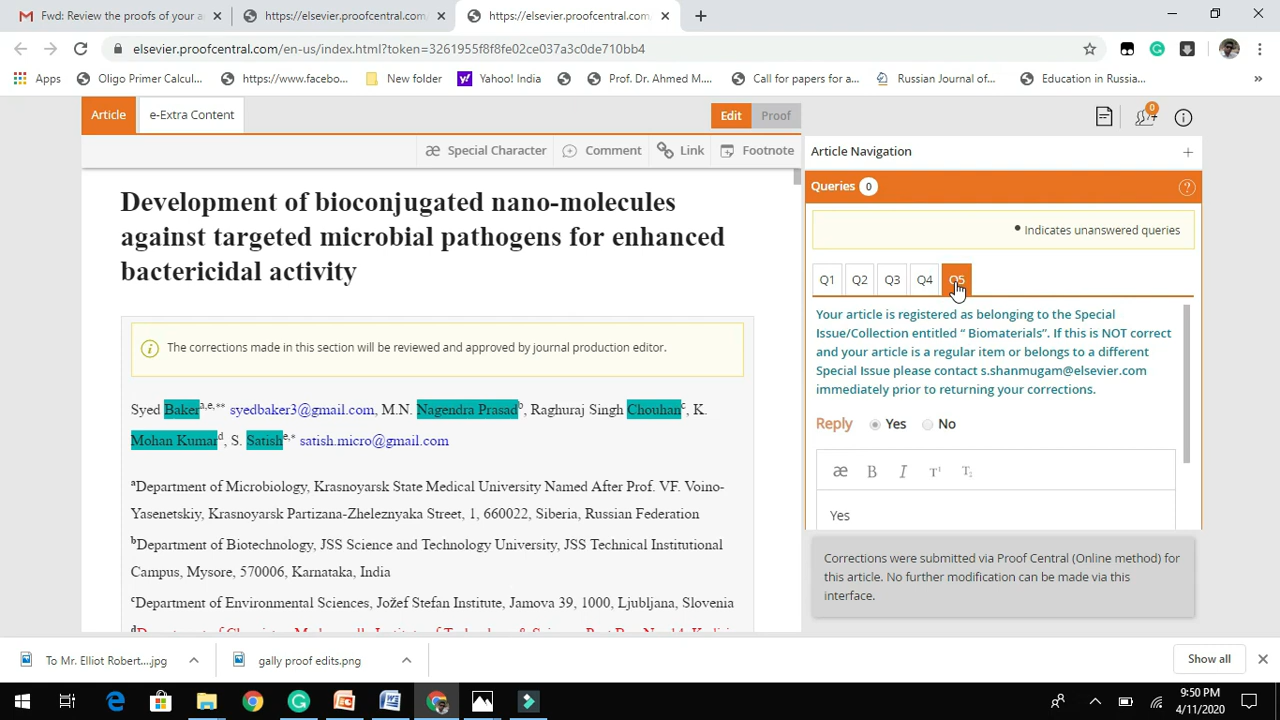 Fwd: Review the proofs of your a
https://elsevier.proofcentral.com
https://elsevier.proofcentral.com
elsevier.proofcentral.com/en-us/index.html?token=3261955f8f8fe02ce037a3c0de710bb4
Apps
Oligo Primer Calcul...
https://www.facebo...
New folder
Yahoo! India
Prof. Dr. Ahmed M....
Call for papers for a...
Russian Journal of...
Education in Russia...
»
Article
e-Extra Content
Edit
Proof
0
æ Special Character
Comment
Link
Footnote
Development of bioconjugated nano-molecules
against targeted microbial pathogens for enhanced
bactericidal activity
The corrections made in this section will be reviewed and approved by journal production editor.
Syed Baker a,e,** syedbaker3@gmail.com, M.N. Nagendra Prasad b, Raghuraj Singh Chouhan c, K.
Mohan Kumar d, S. Satish e,* satish.micro@gmail.com
a Department of Microbiology, Krasnoyarsk State Medical University Named After Prof. VF. Voino-
Yasenetskiy, Krasnoyarsk Partizana-Zheleznyaka Street, 1, 660022, Siberia, Russian Federation
b Department of Biotechnology, JSS Science and Technology University, JSS Technical Institutional
Campus, Mysore, 570006, Karnataka, India
c Department of Environmental Sciences, Jožef Stefan Institute, Jamova 39, 1000, Ljubljana, Slovenia
Article Navigation
+
Queries 0
?
• Indicates unanswered queries
Q1 Q2 Q3 Q4 Q5
Your article is registered as belonging to the Special
Issue/Collection entitled “ Biomaterials”. If this is NOT correct
and your article is a regular item or belongs to a different
Special Issue please contact s.shanmugam@elsevier.com
immediately prior to returning your corrections.
Reply Yes No
æ B I T¹ T₂
Yes
Corrections were submitted via Proof Central (Online method) for
this article. No further modification can be made via this
interface.
To Mr. Elliot Robert....jpg
gally proof edits.png
Show all
9:50 PM
4/11/2020